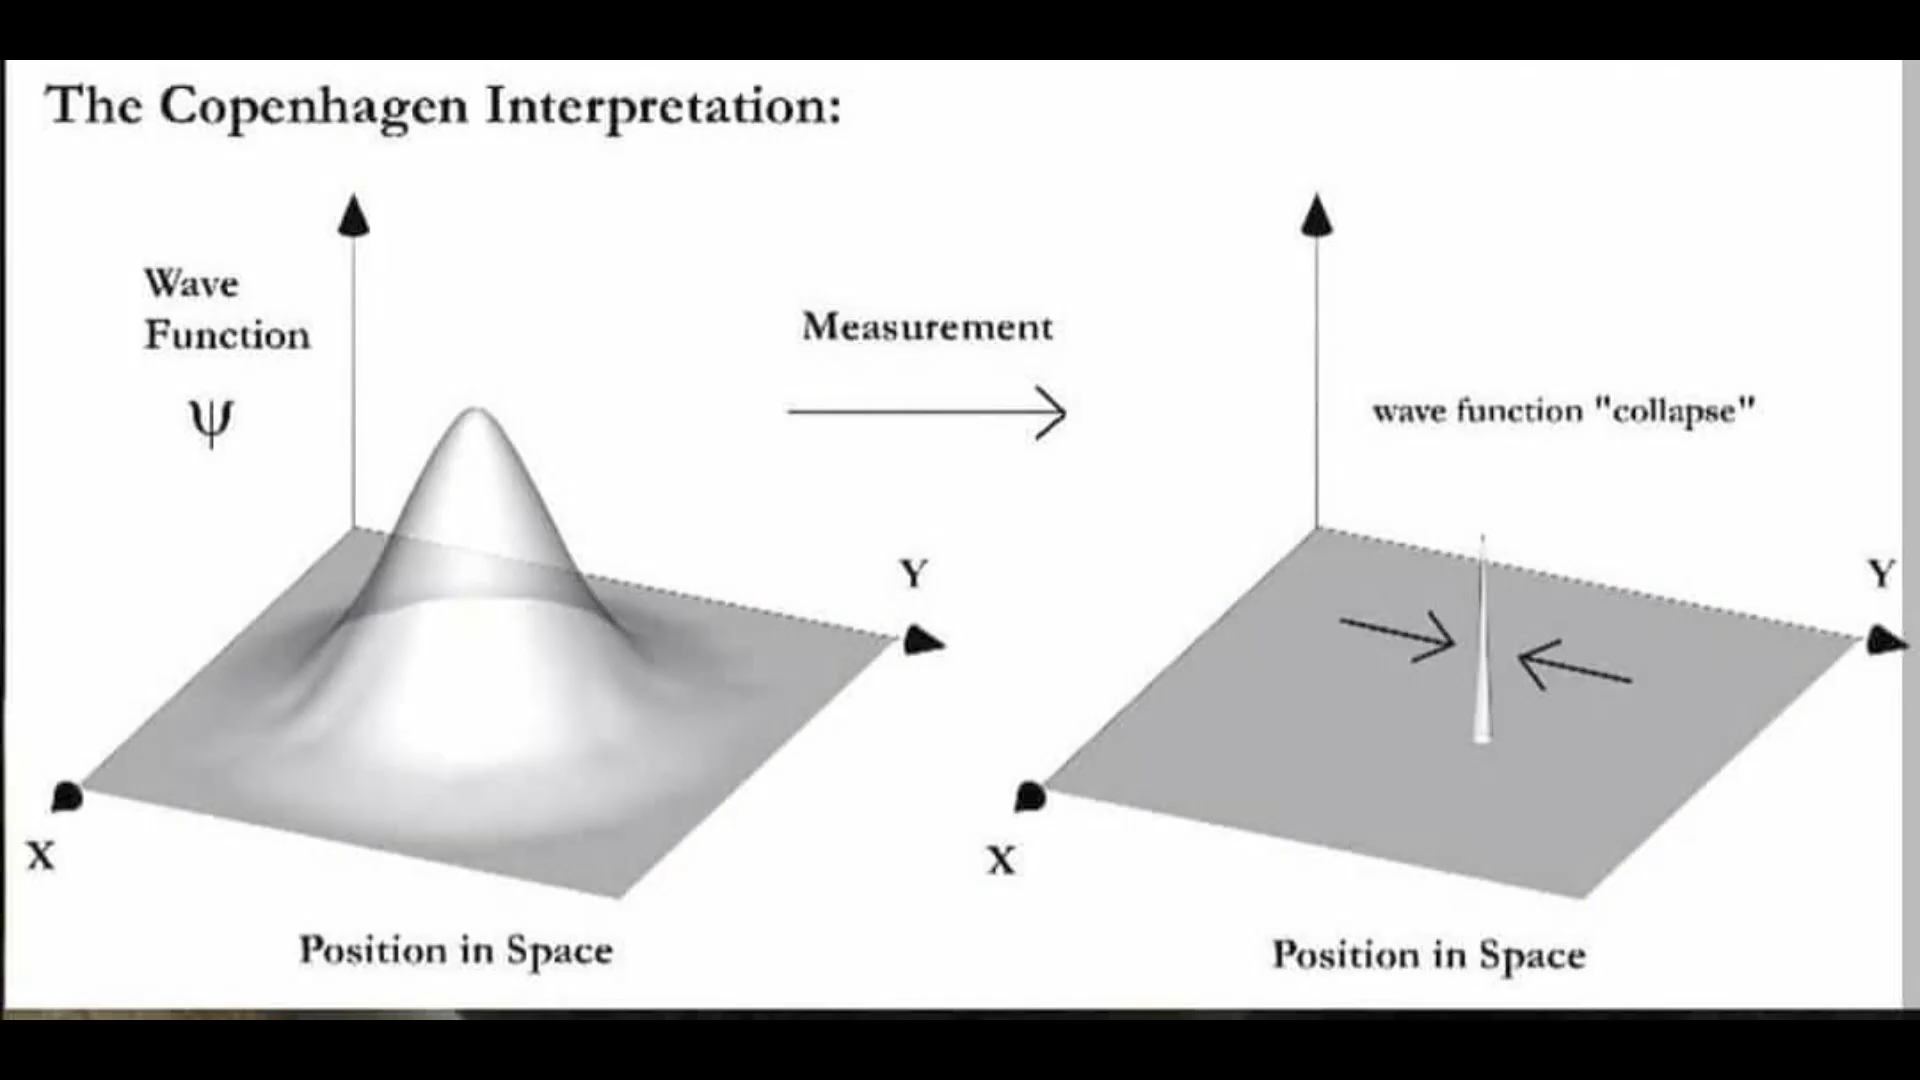 The Copenhagen Interpretation:
Wave
Function
ψ
Measurement
wave function "collapse"
Y
Y
X
X
Position in Space
Position in Space